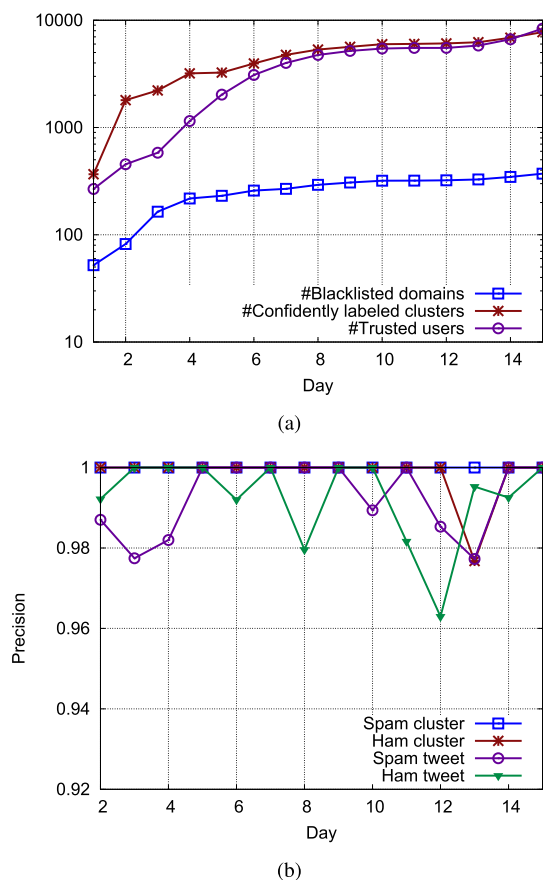 10000
1000
100
10
#Blacklisted domains
#Confidently labeled clusters
#Trusted users
2 4 6 8 10 12 14
Day
(a)
1
0.98
0.96
0.94
0.92
Precision
Spam cluster
Ham cluster
Spam tweet
Ham tweet
2 4 6 8 10 12 14
Day
(b)